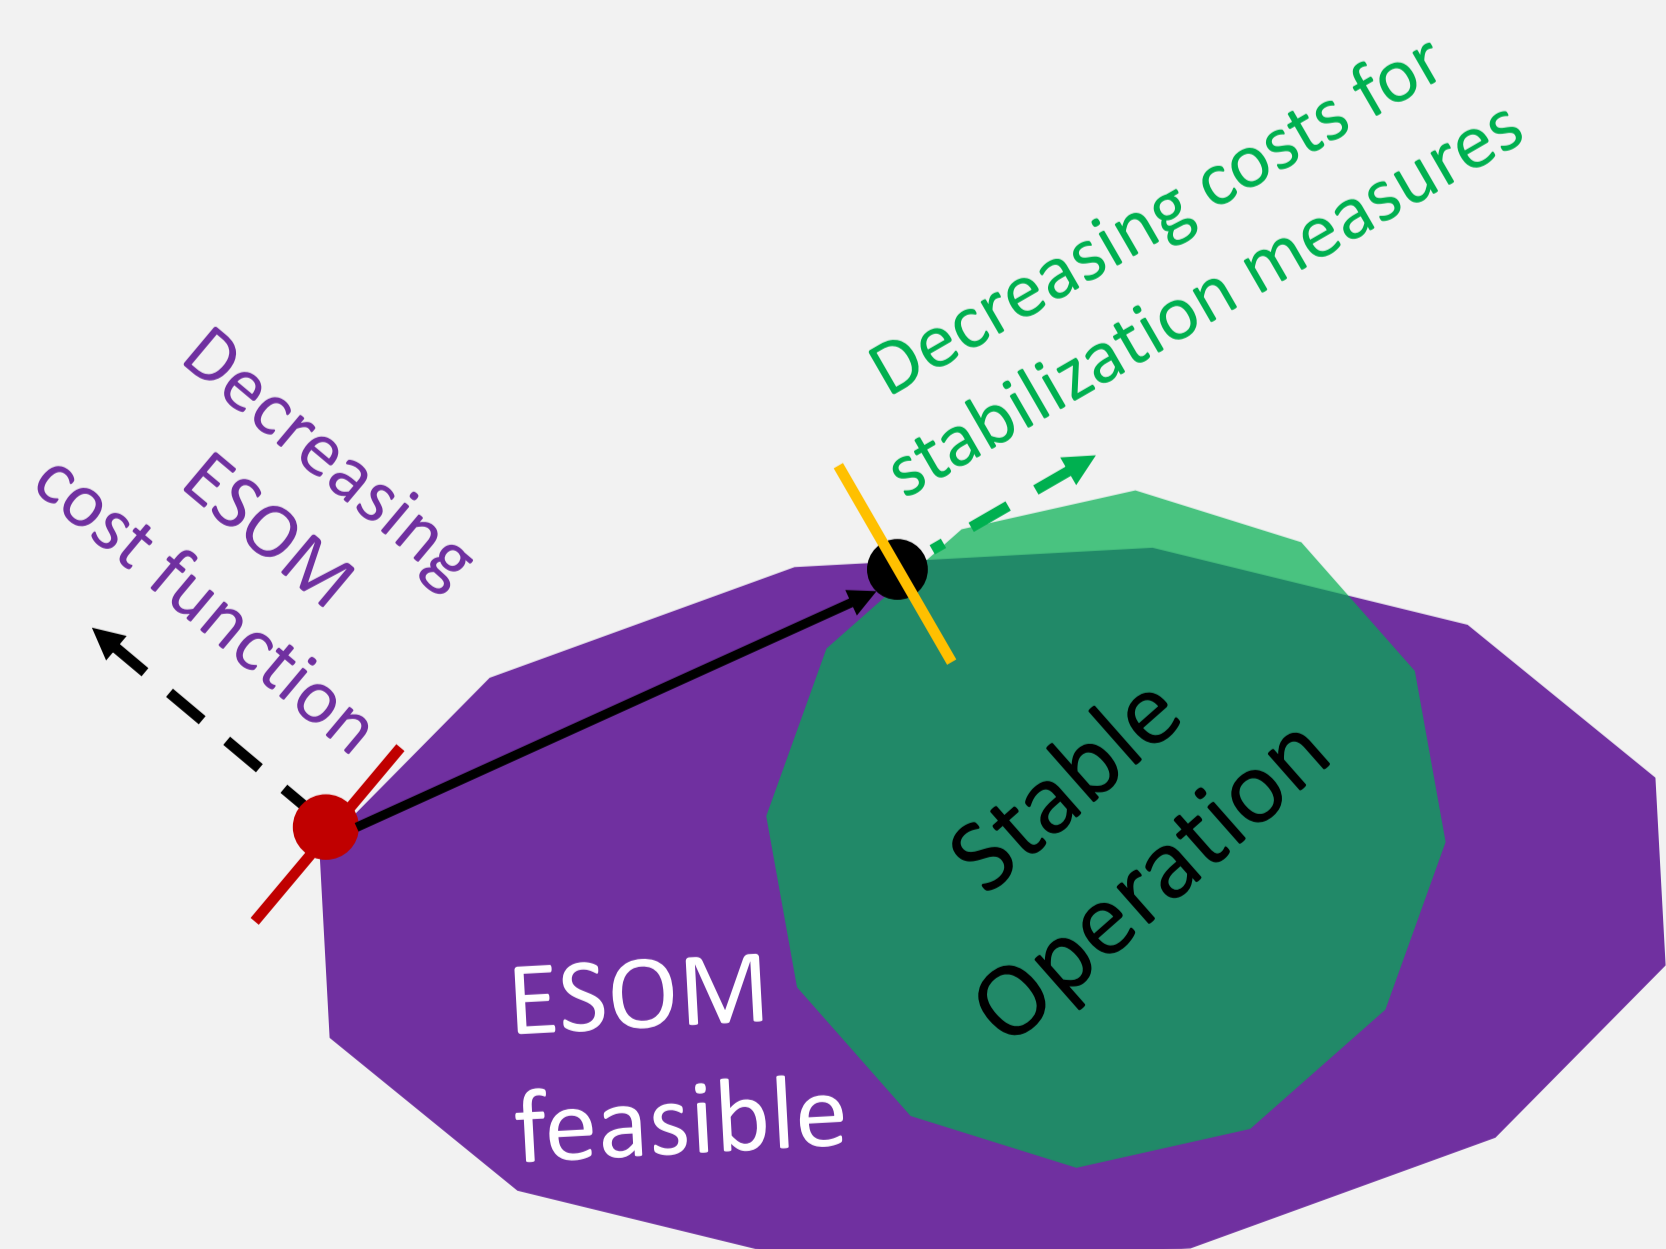 Decreasing costs for
stabilization measures
Decreasing
ESOM
cost function
Stable
Operation
ESOM
feasible